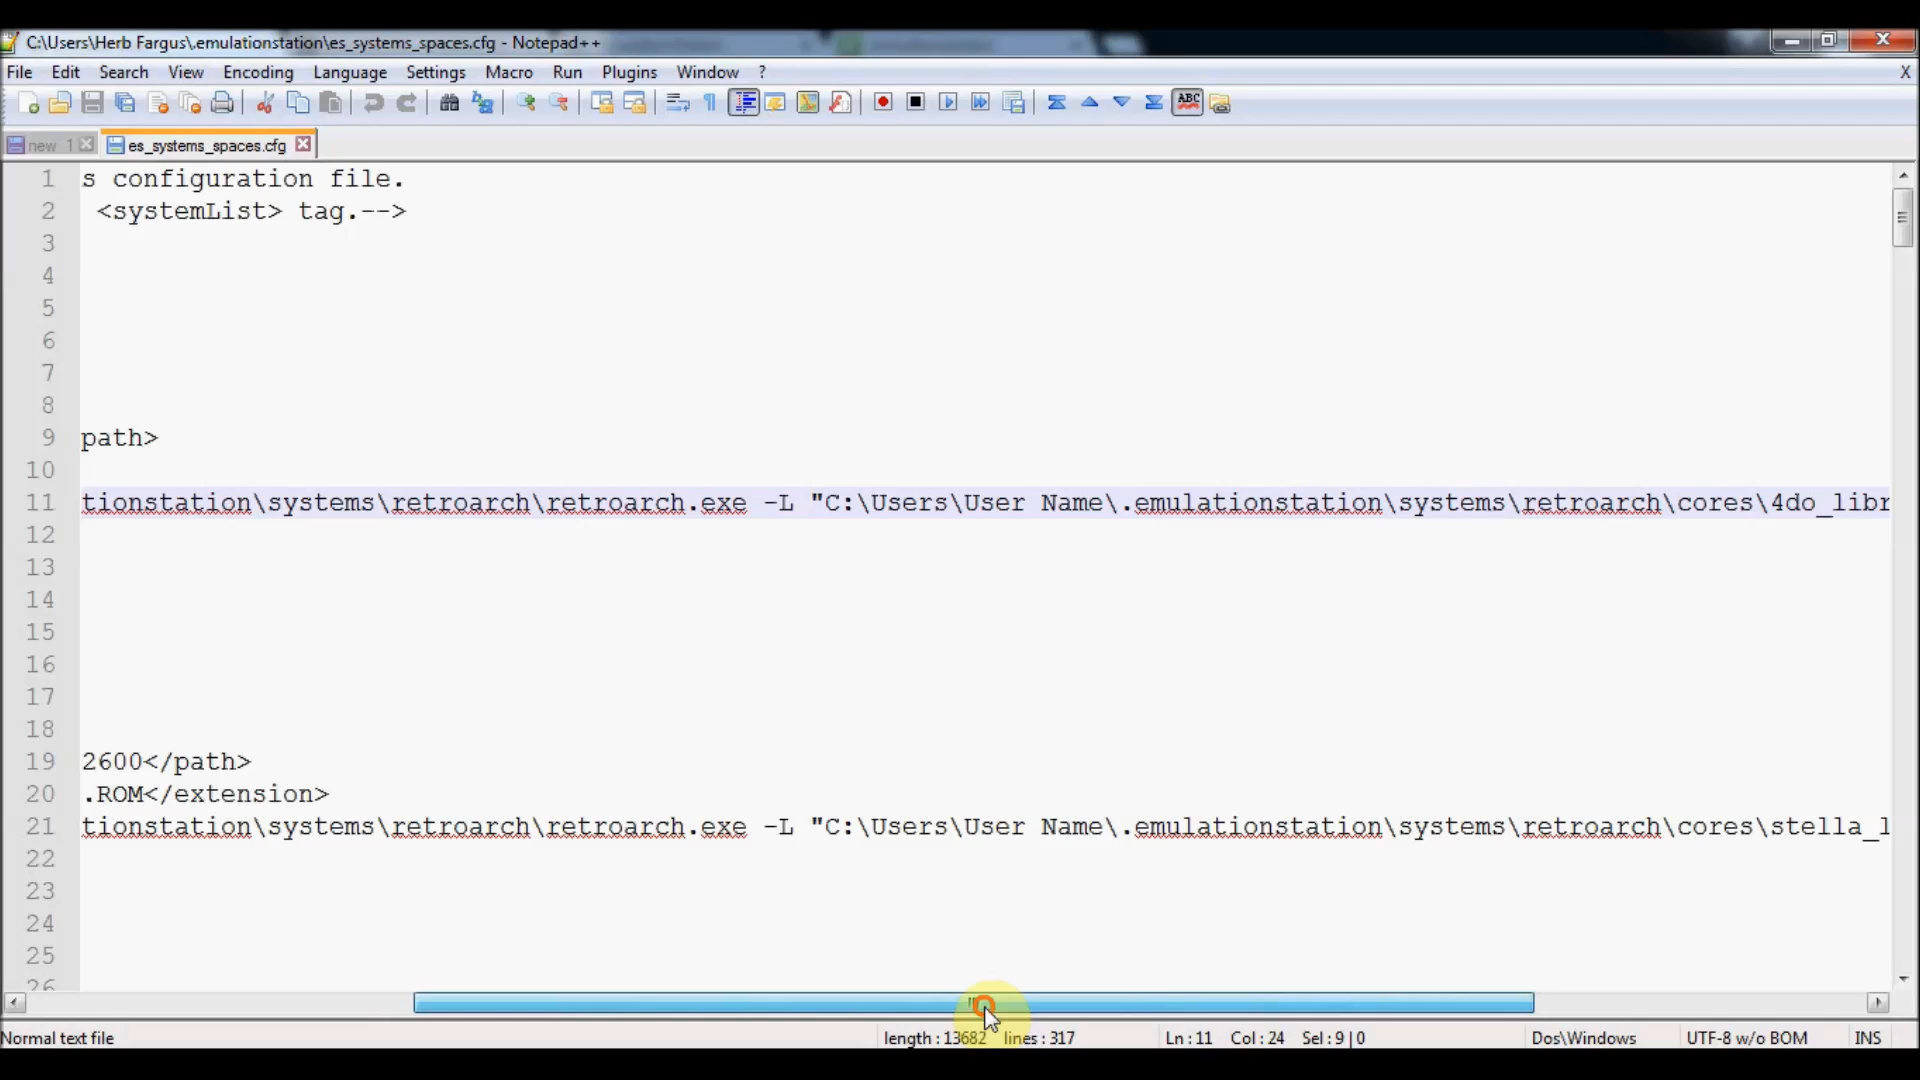 C:\Users\Herb Fargus\.emulationstation\es_systems_spaces.cfg - Notepad++
File Edit Search View Encoding Language Settings Macro Run Plugins Window ? X
ABC
new 1 es_systems_spaces.cfg
1 s configuration file.
2 <systemList> tag.-->
3
4
5
6
7
8
9 path>
10
11 tionstation\systems\retroarch\retroarch.exe -L "C:\Users\User Name\.emulationstation\systems\retroarch\cores\4do_libr
12
13
14
15
16
17
18
19 2600</path>
20 .ROM</extension>
21 tionstation\systems\retroarch\retroarch.exe -L "C:\Users\User Name\.emulationstation\systems\retroarch\cores\stella_l
22
23
24
25
26
Normal text file length : 13682 lines : 317 Ln : 11 Col : 24 Sel : 9 | 0 Dos\Windows UTF-8 w/o BOM INS